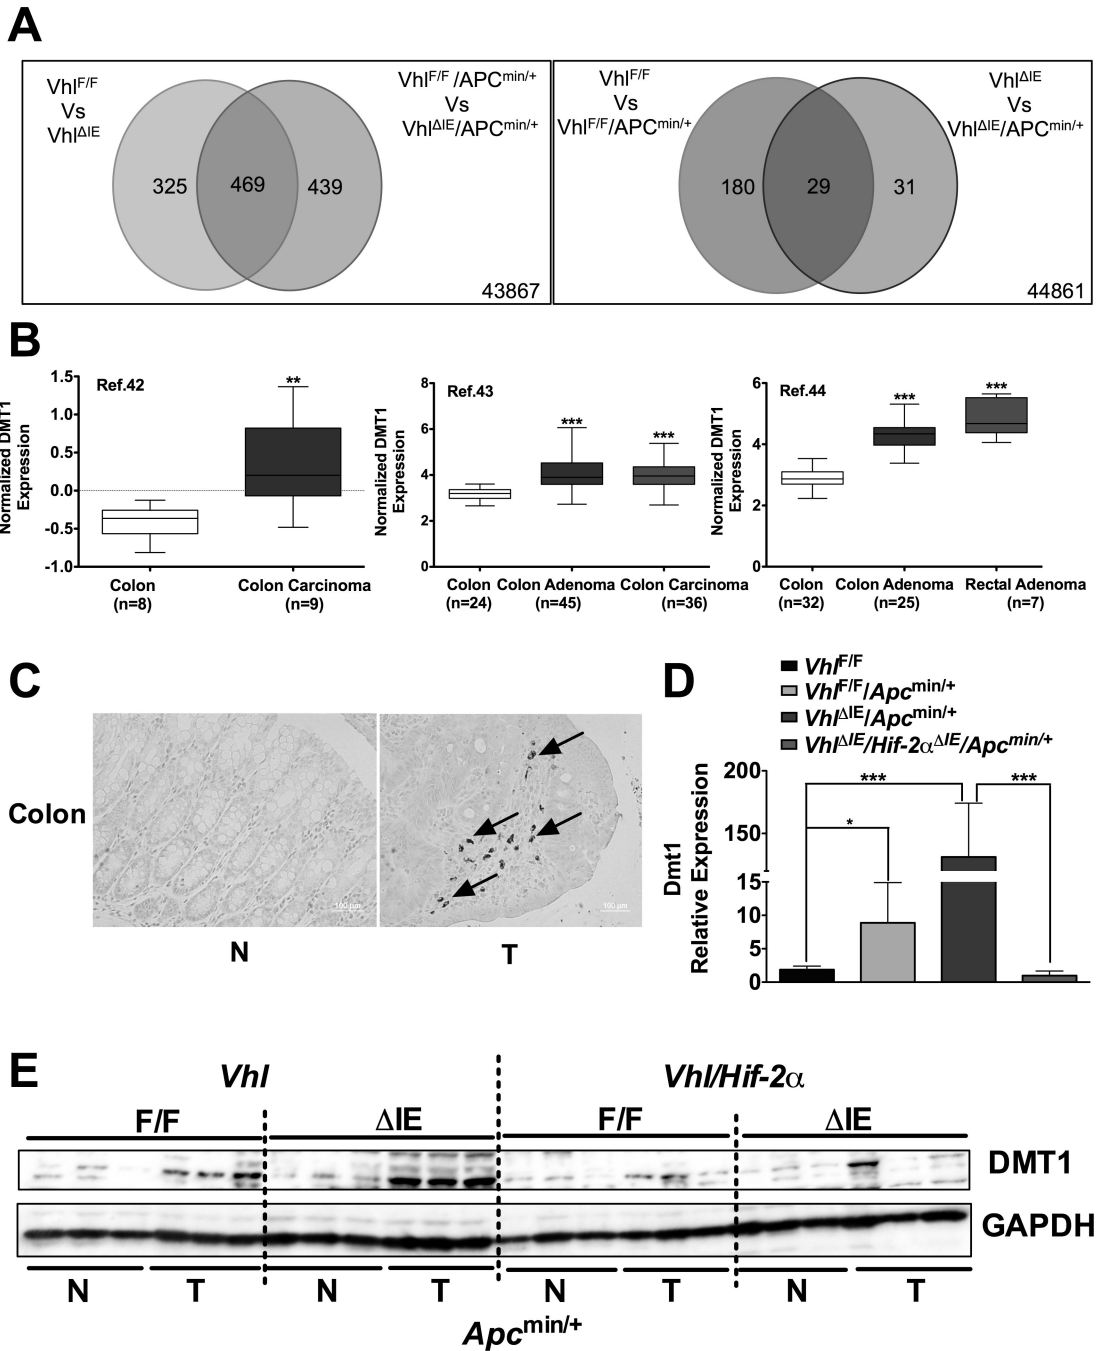 A
Vhl^F/F
Vs
Vhl^ΔIE
Vhl^F/F /APC^min/+
Vs
Vhl^ΔIE/APC^min/+
325
469
439
43867
Vhl^F/F
Vs
Vhl^F/F/APC^min/+
Vhl^ΔIE
Vs
Vhl^ΔIE/APC^min/+
180
29
31
44861
B
Normalized DMT1
Expression
1.5
1.0
0.5
0.0
-0.5
-1.0
Ref.42
**
Colon
(n=8)
Colon Carcinoma
(n=9)
Normalized DMT1
Expression
8
6
4
2
0
Ref.43
***
***
Colon
(n=24)
Colon Adenoma
(n=45)
Colon Carcinoma
(n=36)
Normalized DMT1
Expression
6
4
2
0
Ref.44
***
***
Colon
(n=32)
Colon Adenoma
(n=25)
Rectal Adenoma
(n=7)
C
Colon
100 µm
100 µm
N
T
D
Vhl^F/F
Vhl^F/F/Apc^min/+
Vhl^ΔIE/Apc^min/+
Vhl^ΔIE/Hif-2α^ΔIE/Apc^min/+
Dmt1
Relative Expression
200
150
15
10
5
0
***
***
*
E
Vhl
Vhl/Hif-2α
F/F
ΔIE
F/F
ΔIE
DMT1
GAPDH
N
T
N
T
N
T
N
T
Apc^min/+